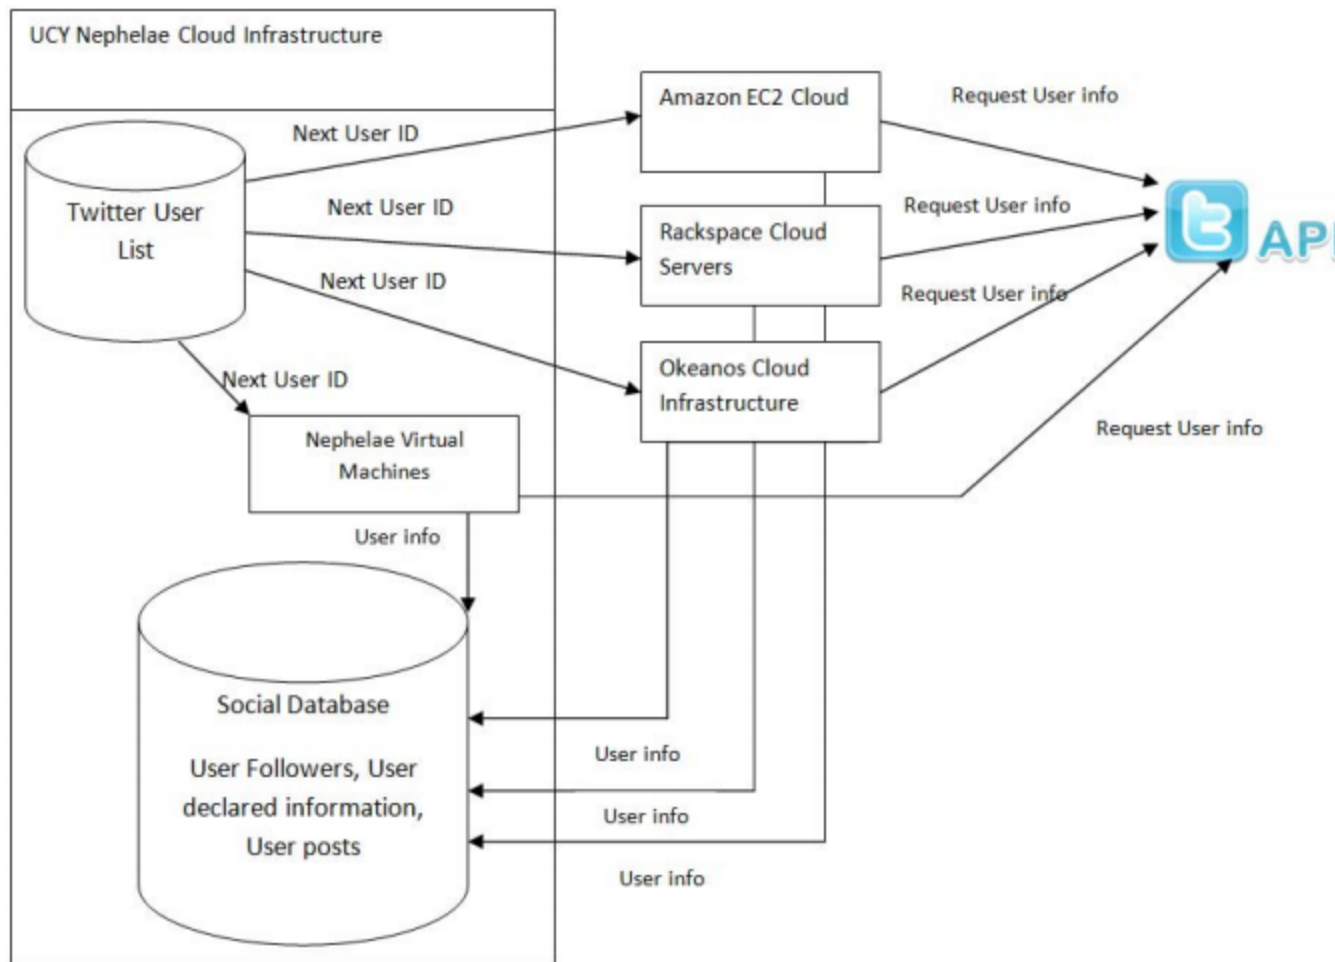 UCY Nephelae Cloud Infrastructure
Amazon EC2 Cloud
Request User info
Next User ID
Twitter User
List
Next User ID
Rackspace Cloud
Servers
Request User info
API
Next User ID
Request User info
Okeanos Cloud
Infrastructure
Next User ID
Nephelae Virtual
Machines
Request User info
User info
Social Database
User Followers, User
declared information,
User posts
User info
User info
User info